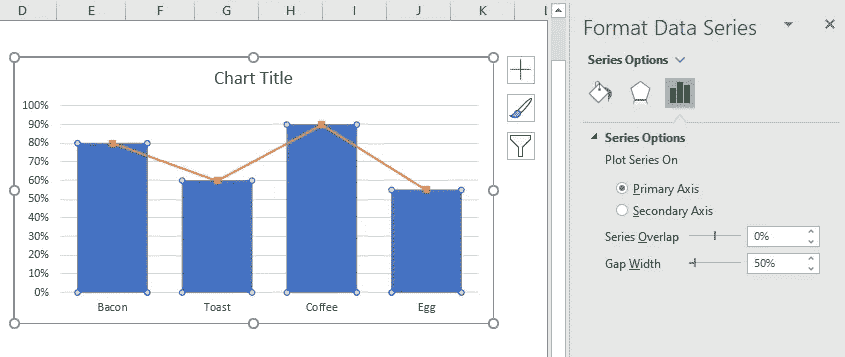 D E F G H I J K L
Format Data Series
Series Options
Chart Title
100%
90%
80%
70%
60%
50%
40%
30%
20%
10%
0%
Bacon Toast Coffee Egg
Series Options
Plot Series On
Primary Axis
Secondary Axis
Series Overlap 0%
Gap Width 50%